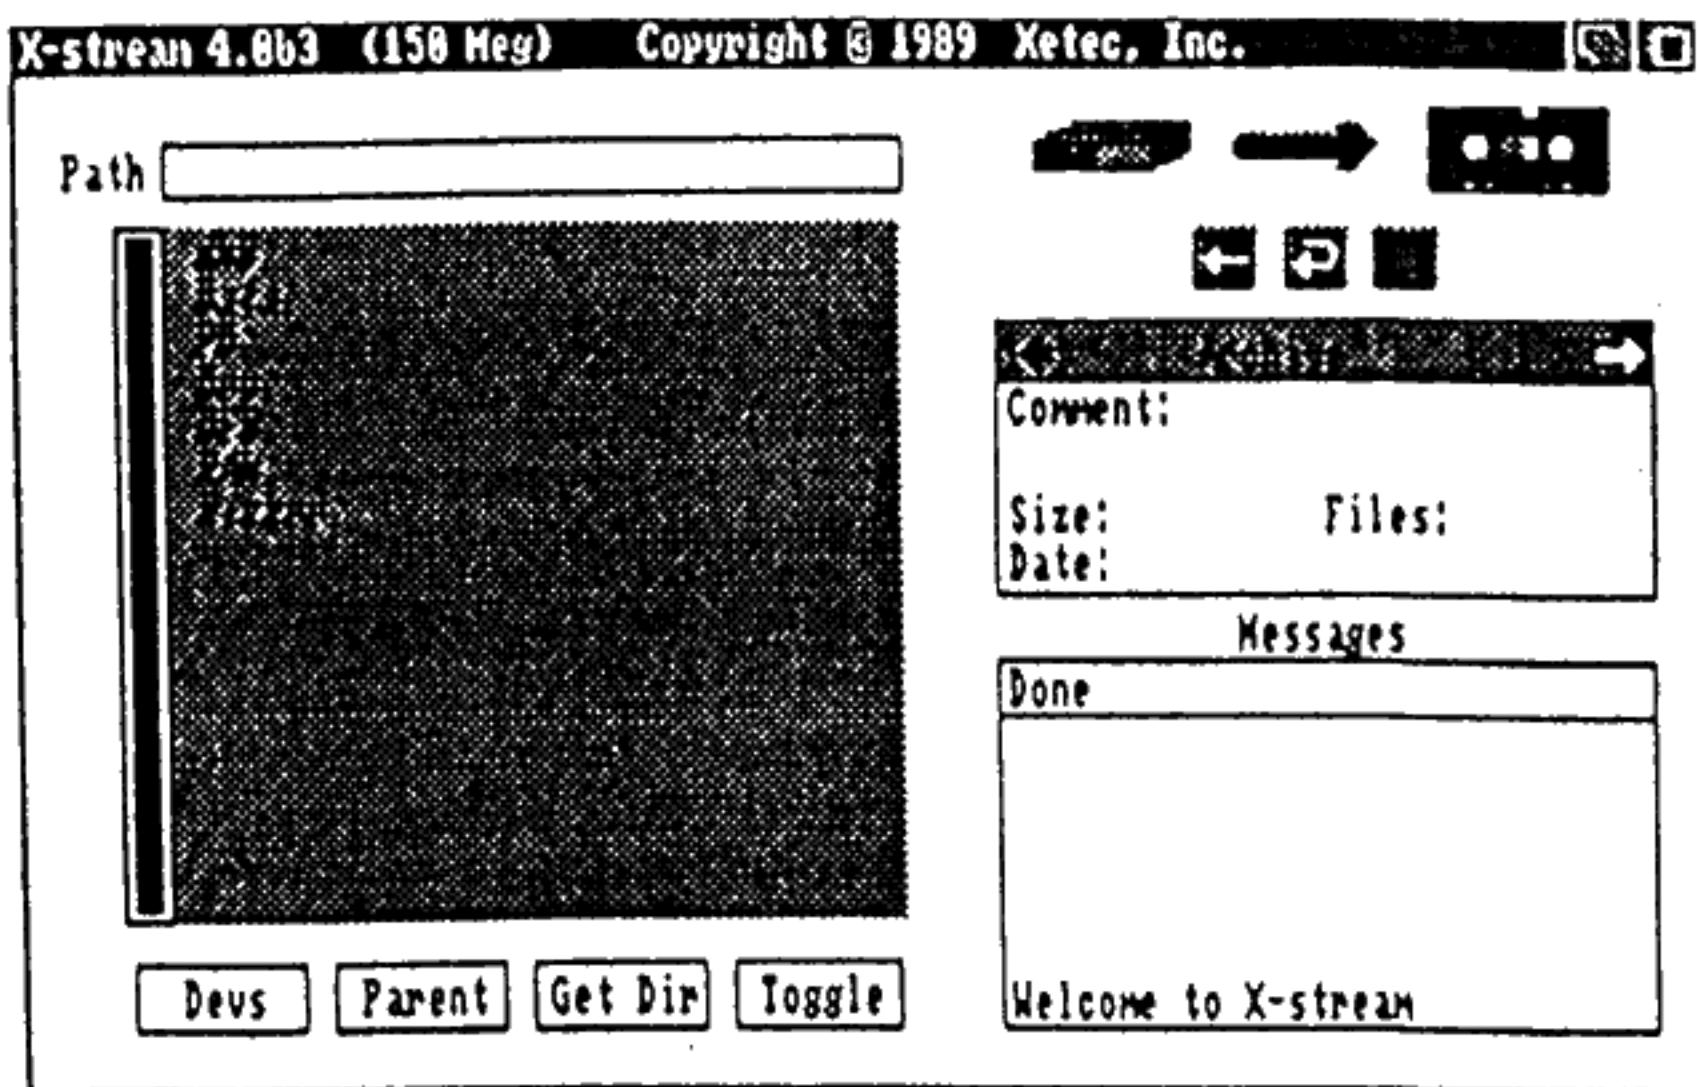 X-stream 4.0b3 (150 Meg) Copyright © 1989 Xetec, Inc.
Path
Comment:
Size: Files:
Date:
Messages
Done
Welcome to X-stream
Devs Parent Get Dir Toggle